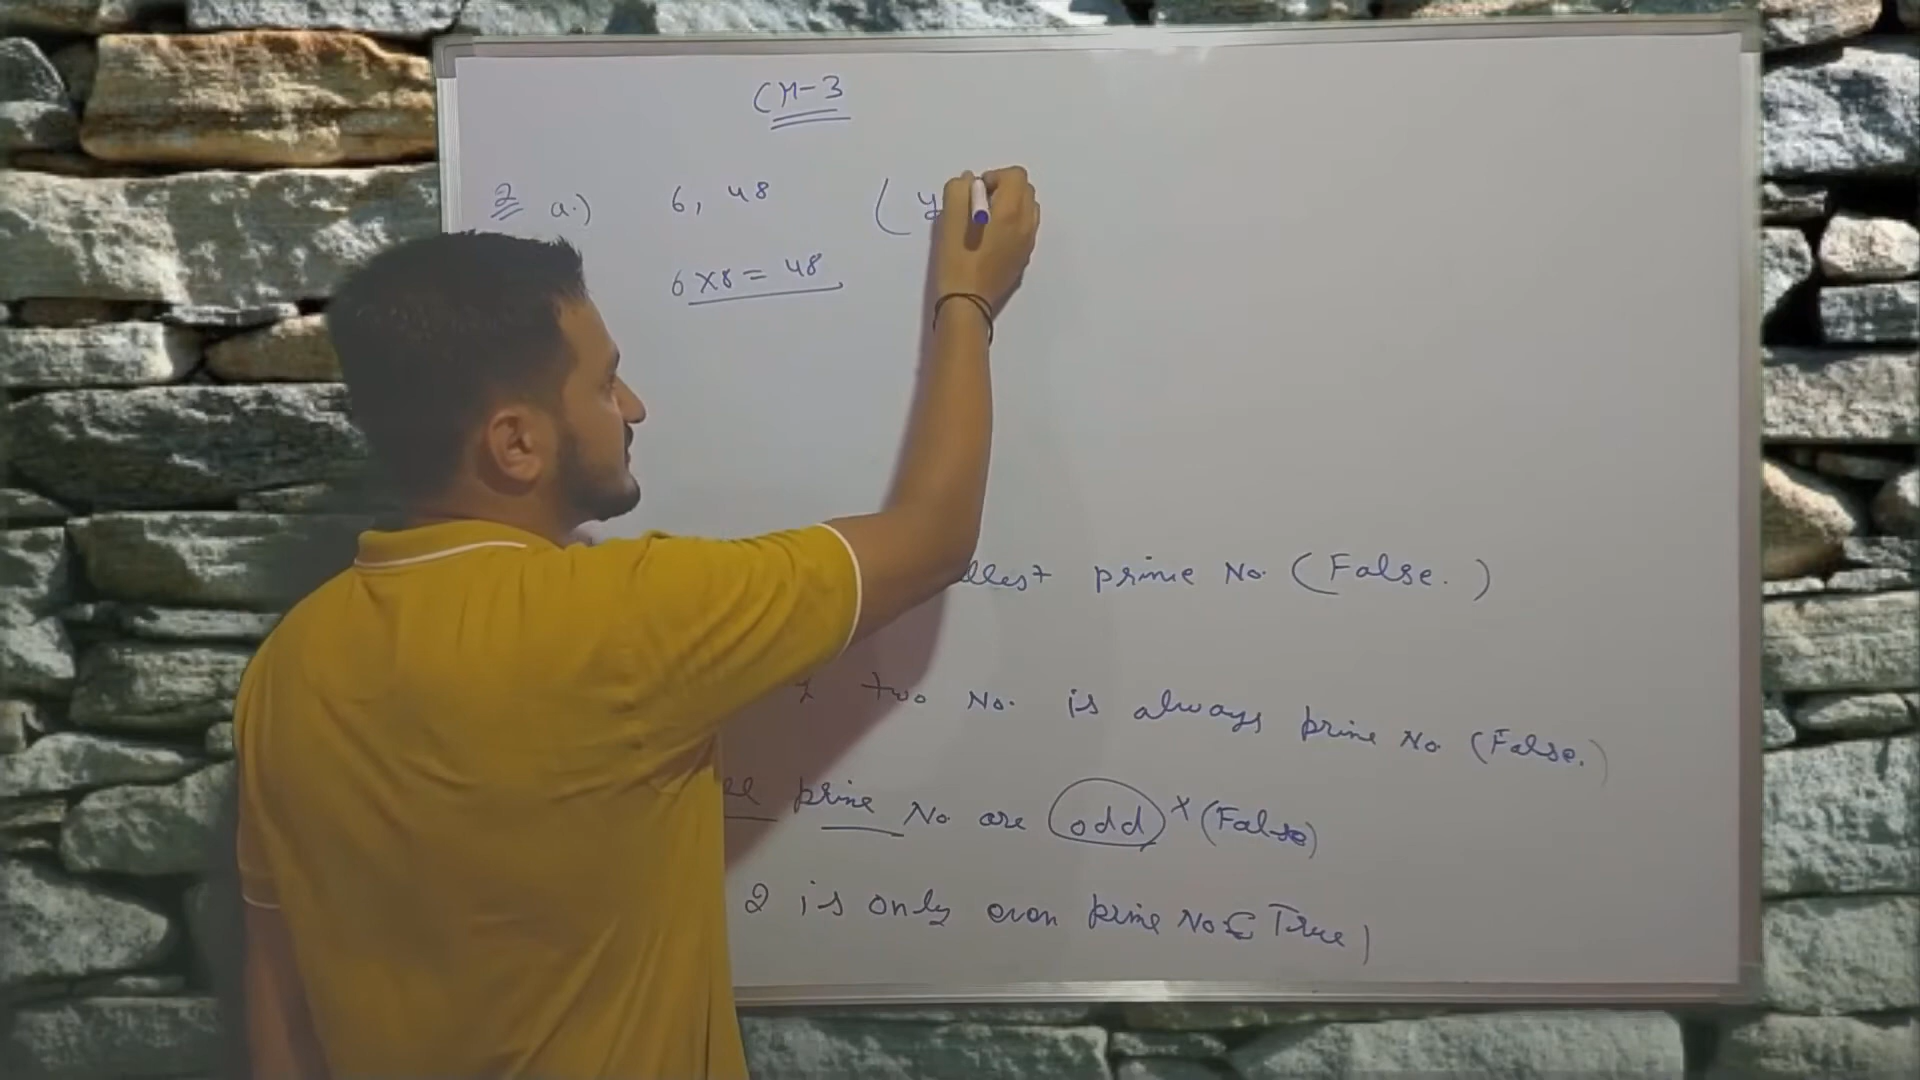 CH-3
2 a.) 6, 48 ( y
6 x 8 = 48
llest prime No. (False.)
two No. is always prime No (False.)
prime No are odd x (False)
2 is only even prime No ( True )